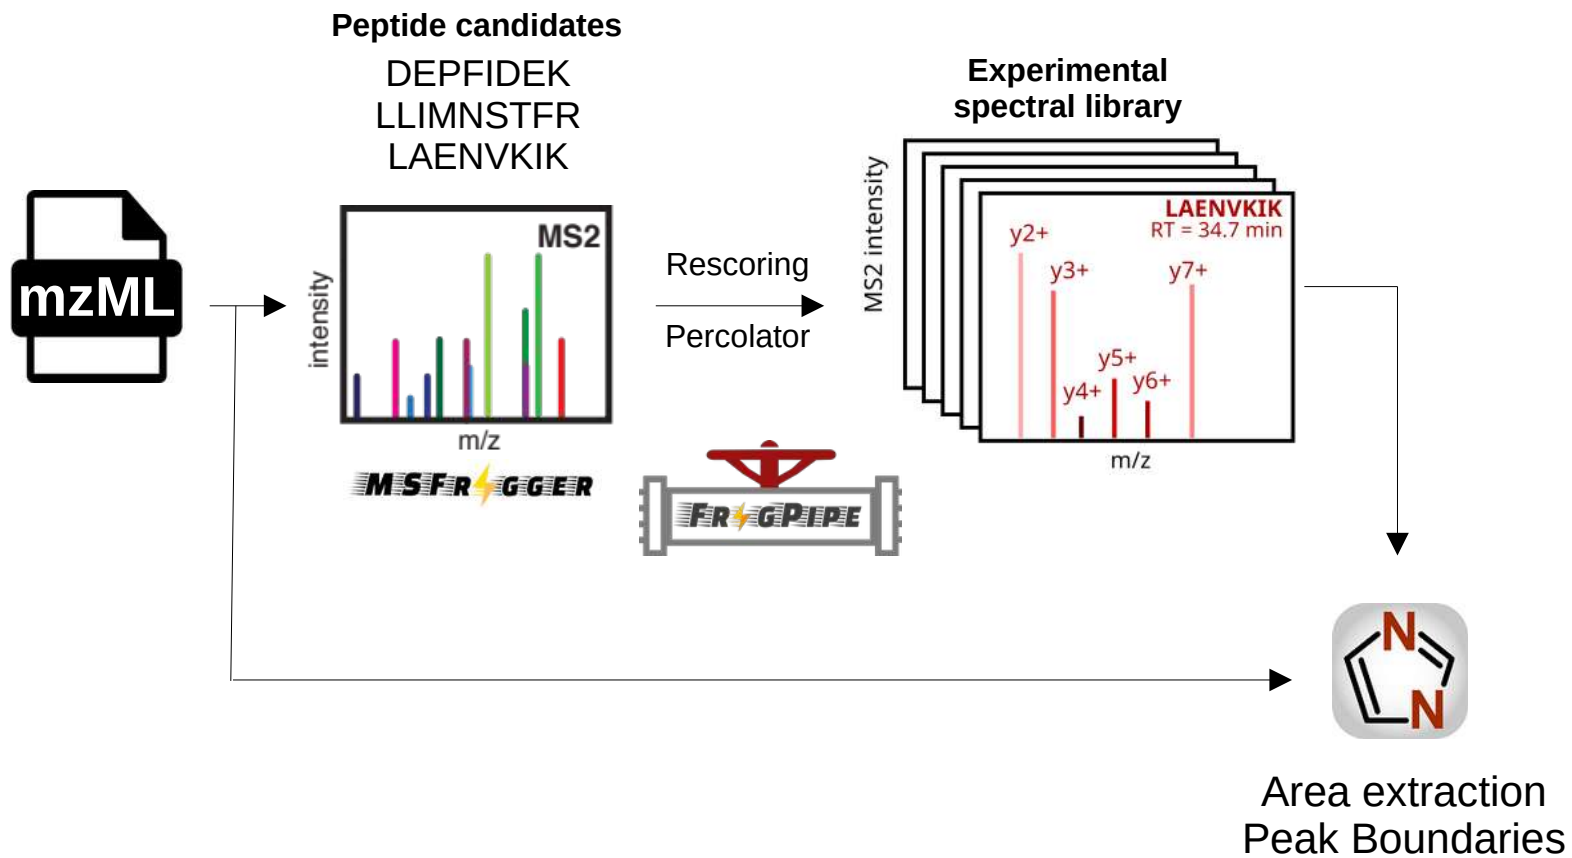 Peptide candidates
DEPFIDEK
LLIMNSTFR
LAENVKIK
mzML
MS2
intensity
m/z
MSFRAGGER
Rescoring
Percolator
FRAGPIPE
Experimental
spectral library
MS2 intensity
LAENVKIK
RT = 34.7 min
y2+
y3+
y7+
y5+
y6+
y4+
m/z
N
N
Area extraction
Peak Boundaries